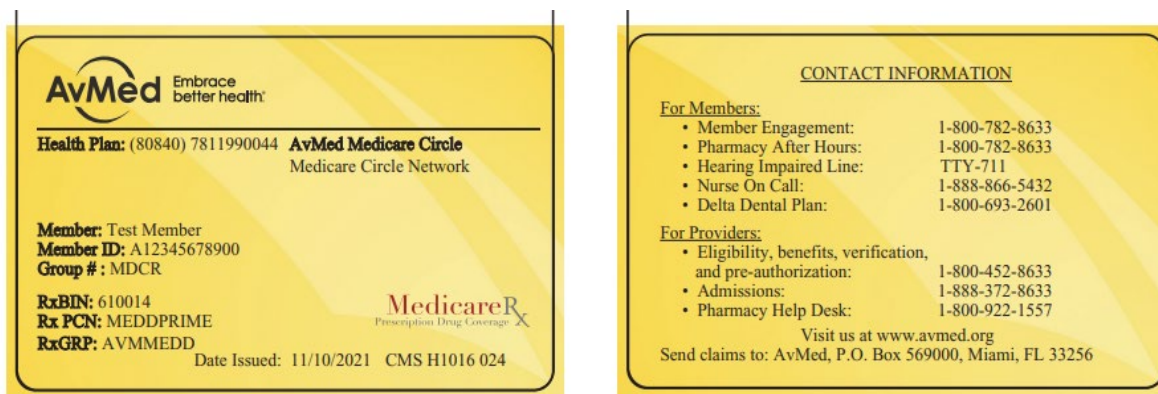 AvMed Embrace
better health®
Health Plan: (80840) 7811990044 AvMed Medicare Circle
Medicare Circle Network
Member: Test Member
Member ID: A12345678900
Group # : MDCR
RxBIN: 610014
Rx PCN: MEDDPRIME
RxGRP: AVMMEDD
MedicareRx
Prescription Drug Coverage
Date Issued: 11/10/2021 CMS H1016 024
CONTACT INFORMATION
For Members:
• Member Engagement: 1-800-782-8633
• Pharmacy After Hours: 1-800-782-8633
• Hearing Impaired Line: TTY-711
• Nurse On Call: 1-888-866-5432
• Delta Dental Plan: 1-800-693-2601
For Providers:
• Eligibility, benefits, verification,
and pre-authorization: 1-800-452-8633
• Admissions: 1-888-372-8633
• Pharmacy Help Desk: 1-800-922-1557
Visit us at www.avmed.org
Send claims to: AvMed, P.O. Box 569000, Miami, FL 33256